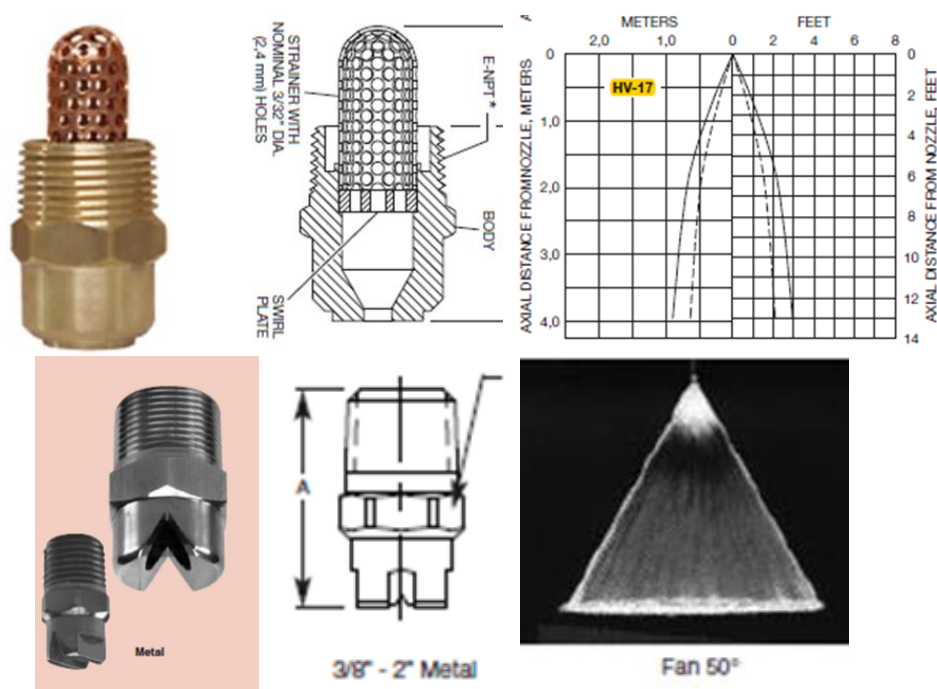 STRAINER WITH
NOMINAL 3/32" DIA.
(2,4 mm) HOLES
E-NPT*
BODY
SWIRL
PLATE
METERS FEET
2,0 1,0 0 2 4 6 8
HV-17
AXIAL DISTANCE FROM NOZZLE, METERS
0
1,0
2,0
3,0
4,0
AXIAL DISTANCE FROM NOZZLE, FEET
0
2
4
6
8
10
12
14
Metal
A
3/8" - 2" Metal
Fan 50°